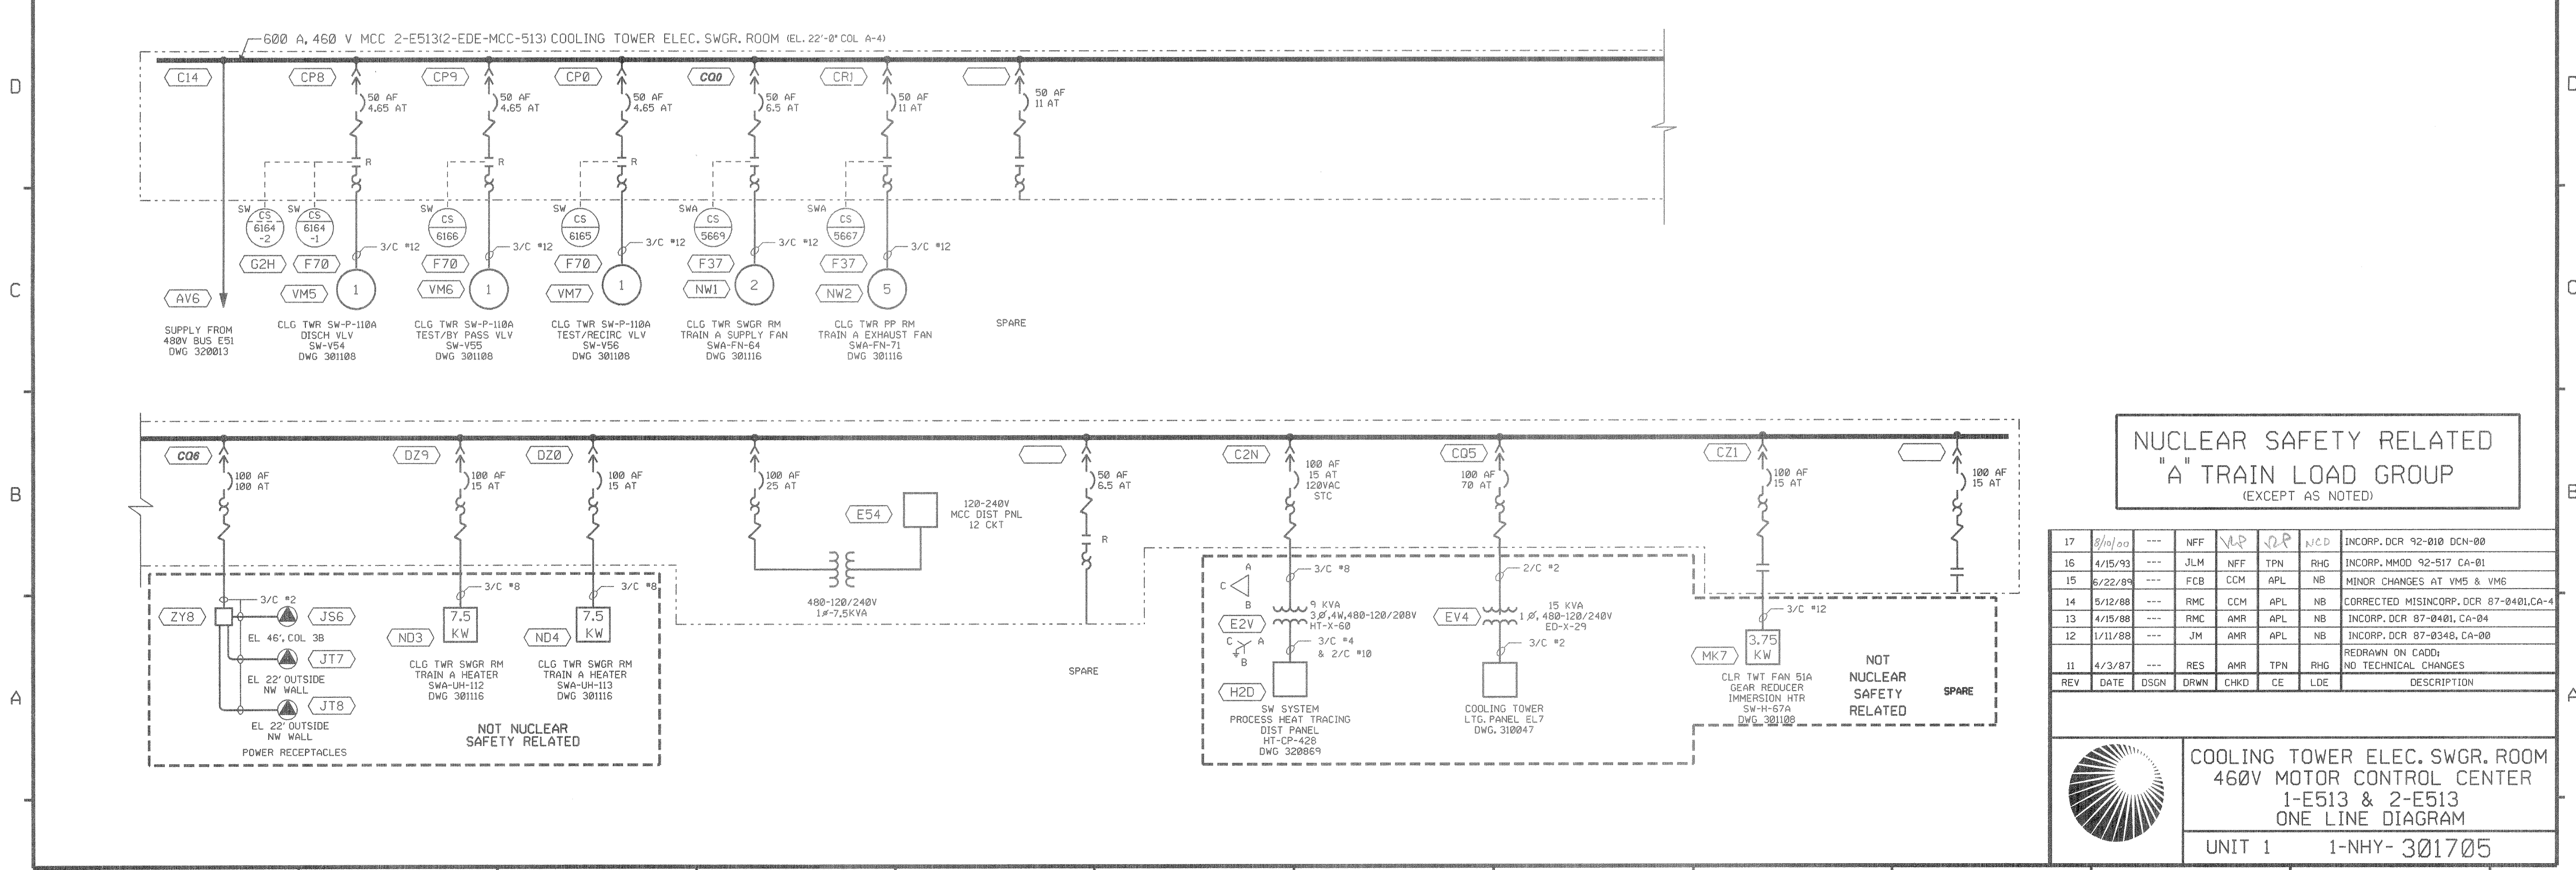 600 A, 460 V MCC 2-E513(2-EDE-MCC-513) COOLING TOWER ELEC. SWGR. ROOM (EL. 22'-0" COL A-4)
D
C
B
A
C14
AV6
SUPPLY FROM
480V BUS E51
DWG 320013
CP8
50 AF
4.65 AT
R
SW
CS
6164
-2
SW
CS
6164
-1
3/C #12
G2H
F70
VM5
1
CLG TWR SW-P-110A
DISCH VLV
SW-V54
DWG 301108
CP9
50 AF
4.65 AT
R
SW
CS
6166
3/C #12
F70
VM6
1
CLG TWR SW-P-110A
TEST/BY PASS VLV
SW-V55
DWG 301108
CP0
50 AF
4.65 AT
R
SW
CS
6165
3/C #12
F70
VM7
1
CLG TWR SW-P-110A
TEST/RECIRC VLV
SW-V56
DWG 301108
CQ0
50 AF
6.5 AT
SWA
CS
5669
3/C #12
F37
NW1
2
CLG TWR SWGR RM
TRAIN A SUPPLY FAN
SWA-FN-64
DWG 301116
CR1
50 AF
11 AT
SWA
CS
5667
3/C #12
F37
NW2
5
CLG TWR PP RM
TRAIN A EXHAUST FAN
SWA-FN-71
DWG 301116
50 AF
11 AT
SPARE
CQ6
100 AF
100 AT
3/C #2
ZY8
JS6
EL 46', COL 3B
JT7
EL 22' OUTSIDE
NW WALL
JT8
EL 22' OUTSIDE
NW WALL
POWER RECEPTACLES
DZ9
100 AF
15 AT
3/C #8
7.5
KW
ND3
CLG TWR SWGR RM
TRAIN A HEATER
SWA-UH-112
DWG 301116
DZ0
100 AF
15 AT
3/C #8
7.5
KW
ND4
CLG TWR SWGR RM
TRAIN A HEATER
SWA-UH-113
DWG 301116
NOT NUCLEAR
SAFETY RELATED
100 AF
25 AT
E54
120-240V
MCC DIST PNL
12 CKT
480-120/240V
1Ø-7.5KVA
50 AF
6.5 AT
R
SPARE
C2N
100 AF
15 AT
120VAC
STC
3/C #8
A
C
B
9 KVA
3Ø,4W,480-120/208V
HT-X-60
E2V
C
A
B
3/C #4
& 2/C #10
H2D
SW SYSTEM
PROCESS HEAT TRACING
DIST PANEL
HT-CP-428
DWG 320869
CQ5
100 AF
70 AT
2/C #2
EV4
15 KVA
1 Ø, 480-120/240V
ED-X-29
3/C #2
COOLING TOWER
LTG. PANEL EL7
DWG. 310047
CZ1
100 AF
15 AT
3/C #12
3.75
KW
MK7
CLR TWT FAN 51A
GEAR REDUCER
IMMERSION HTR
SW-H-67A
DWG 301108
NOT
NUCLEAR
SAFETY
RELATED
100 AF
15 AT
SPARE
NUCLEAR SAFETY RELATED
"A" TRAIN LOAD GROUP
(EXCEPT AS NOTED)
17 8/10/00 --- NFF NCD INCORP. DCR 92-010 DCN-00
16 4/15/93 --- JLM NFF TPN RHG INCORP. MMOD 92-517 CA-01
15 6/22/89 --- FCB CCM APL NB MINOR CHANGES AT VM5 & VM6
14 5/12/88 --- RMC CCM APL NB CORRECTED MISINCORP. DCR 87-0401,CA-4
13 4/15/88 --- RMC AMR APL NB INCORP. DCR 87-0401, CA-04
12 1/11/88 --- JM AMR APL NB INCORP. DCR 87-0348, CA-00
11 4/3/87 --- RES AMR TPN RHG REDRAWN ON CADD;
NO TECHNICAL CHANGES
REV DATE DSGN DRWN CHKD CE LDE DESCRIPTION
COOLING TOWER ELEC. SWGR. ROOM
460V MOTOR CONTROL CENTER
1-E513 & 2-E513
ONE LINE DIAGRAM
UNIT 1 1-NHY- 301705
D
C
B
A